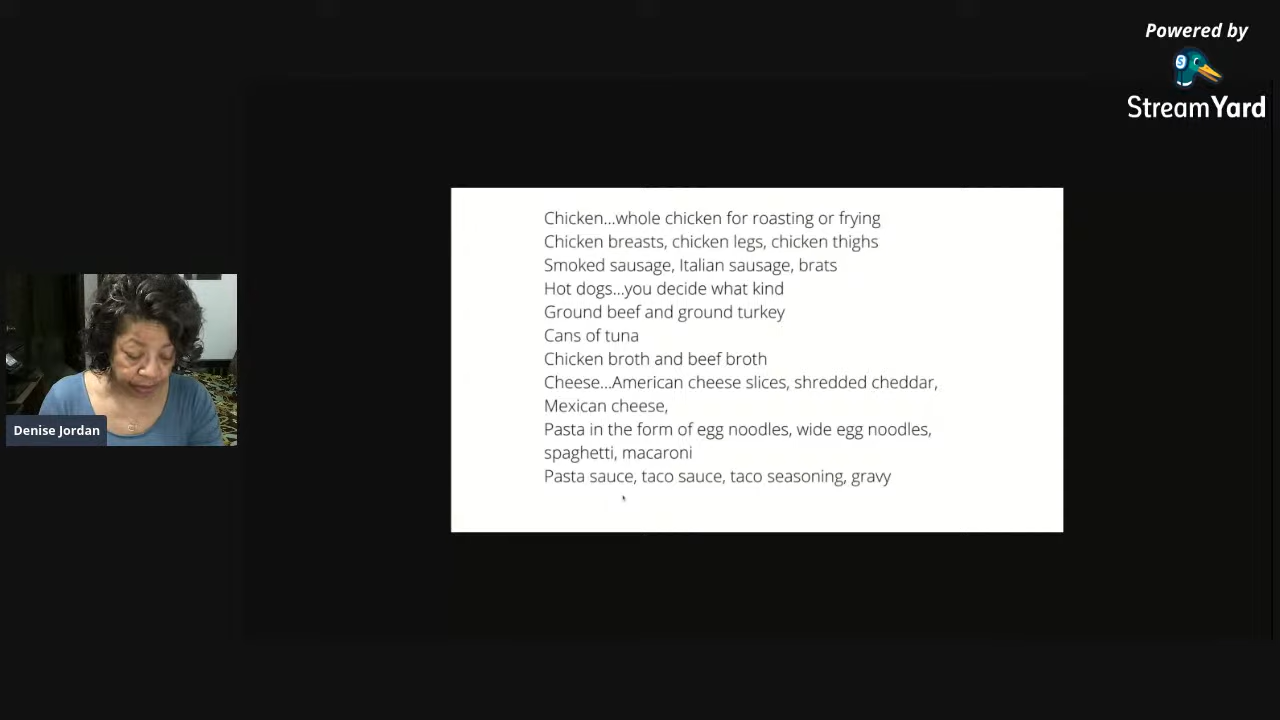 Powered by
StreamYard
Chicken...whole chicken for roasting or frying
Chicken breasts, chicken legs, chicken thighs
Smoked sausage, Italian sausage, brats
Hot dogs...you decide what kind
Ground beef and ground turkey
Cans of tuna
Chicken broth and beef broth
Cheese...American cheese slices, shredded cheddar,
Mexican cheese,
Pasta in the form of egg noodles, wide egg noodles,
spaghetti, macaroni
Pasta sauce, taco sauce, taco seasoning, gravy
Denise Jordan